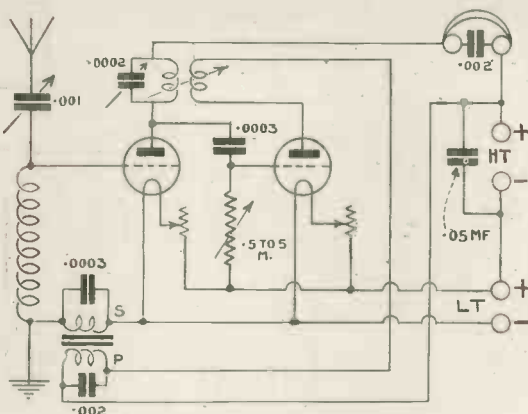 .0002
.001
.002
+
HT
-
.0003
.05 MF
.5 TO 5
M.
+
LT
-
.0003
S
P
.002